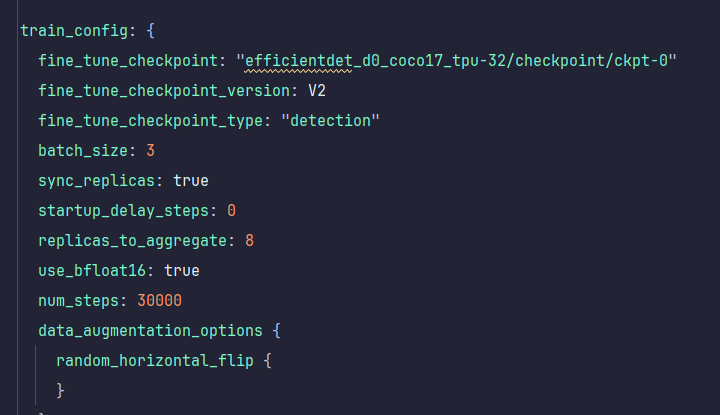 train_config: {
fine_tune_checkpoint: "efficientdet_d0_coco17_tpu-32/checkpoint/ckpt-0"
fine_tune_checkpoint_version: V2
fine_tune_checkpoint_type: "detection"
batch_size: 3
sync_replicas: true
startup_delay_steps: 0
replicas_to_aggregate: 8
use_bfloat16: true
num_steps: 30000
data_augmentation_options {
random_horizontal_flip {
}